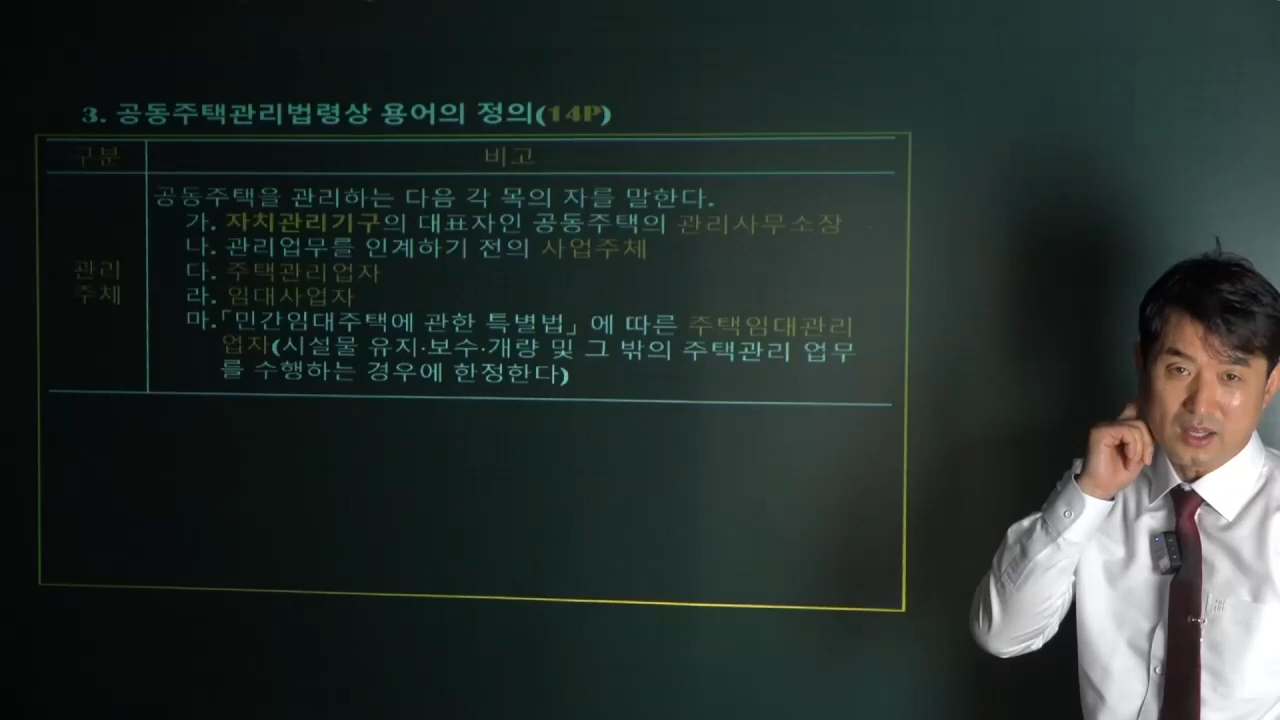 3. 공동주택관리법령상 용어의 정의(14P)
구분
비고
관리
주체
공동주택을 관리하는 다음 각 목의 자를 말한다.
가. 자치관리기구의 대표자인 공동주택의 관리사무소장
나. 관리업무를 인계하기 전의 사업주체
다. 주택관리업자
라. 임대사업자
마.「민간임대주택에 관한 특별법」 에 따른 주택임대관리
업자(시설물 유지·보수·개량 및 그 밖의 주택관리 업무
를 수행하는 경우에 한정한다)